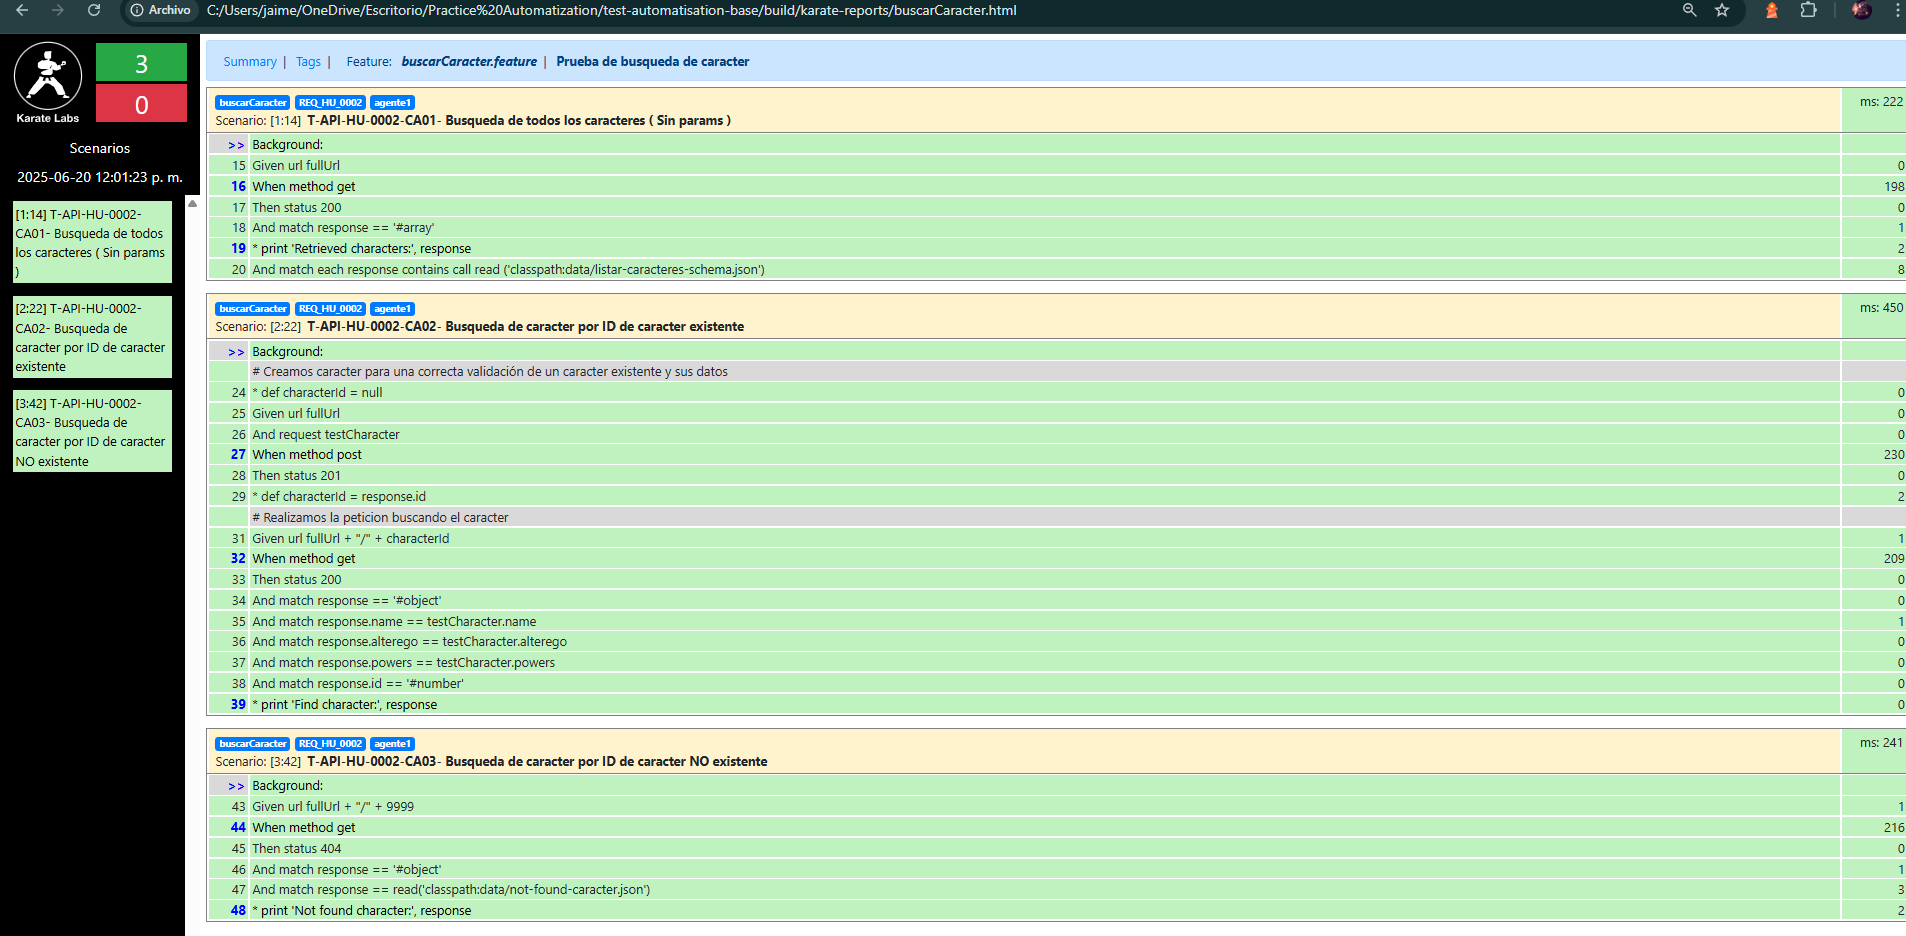 Archivo C:/Users/jaime/OneDrive/Escritorio/Practice%20Automatization/test-automatisation-base/build/karate-reports/buscarCaracter.html
3
0
Karate Labs
Scenarios
2025-06-20 12:01:23 p. m.
[1:14] T-API-HU-0002-
CA01- Busqueda de todos
los caracteres ( Sin params
)
[2:22] T-API-HU-0002-
CA02- Busqueda de
caracter por ID de caracter
existente
[3:42] T-API-HU-0002-
CA03- Busqueda de
caracter por ID de caracter
NO existente
Summary | Tags | Feature: buscarCaracter.feature | Prueba de busqueda de caracter
buscarCaracter REQ_HU_0002 agente1
Scenario: [1:14] T-API-HU-0002-CA01- Busqueda de todos los caracteres ( Sin params ) ms: 222
>> Background:
15 Given url fullUrl 0
16 When method get 198
17 Then status 200 0
18 And match response == '#array' 1
19 * print 'Retrieved characters:', response 2
20 And match each response contains call read ('classpath:data/listar-caracteres-schema.json') 8
buscarCaracter REQ_HU_0002 agente1
Scenario: [2:22] T-API-HU-0002-CA02- Busqueda de caracter por ID de caracter existente ms: 450
>> Background:
# Creamos caracter para una correcta validación de un caracter existente y sus datos
24 * def characterId = null 0
25 Given url fullUrl 0
26 And request testCharacter 0
27 When method post 230
28 Then status 201 0
29 * def characterId = response.id 2
# Realizamos la peticion buscando el caracter
31 Given url fullUrl + "/" + characterId 1
32 When method get 209
33 Then status 200 0
34 And match response == '#object' 0
35 And match response.name == testCharacter.name 1
36 And match response.alterego == testCharacter.alterego 0
37 And match response.powers == testCharacter.powers 0
38 And match response.id == '#number' 0
39 * print 'Find character:', response 0
buscarCaracter REQ_HU_0002 agente1
Scenario: [3:42] T-API-HU-0002-CA03- Busqueda de caracter por ID de caracter NO existente ms: 241
>> Background:
43 Given url fullUrl + "/" + 9999 1
44 When method get 216
45 Then status 404 0
46 And match response == '#object' 1
47 And match response == read('classpath:data/not-found-caracter.json') 3
48 * print 'Not found character:', response 2